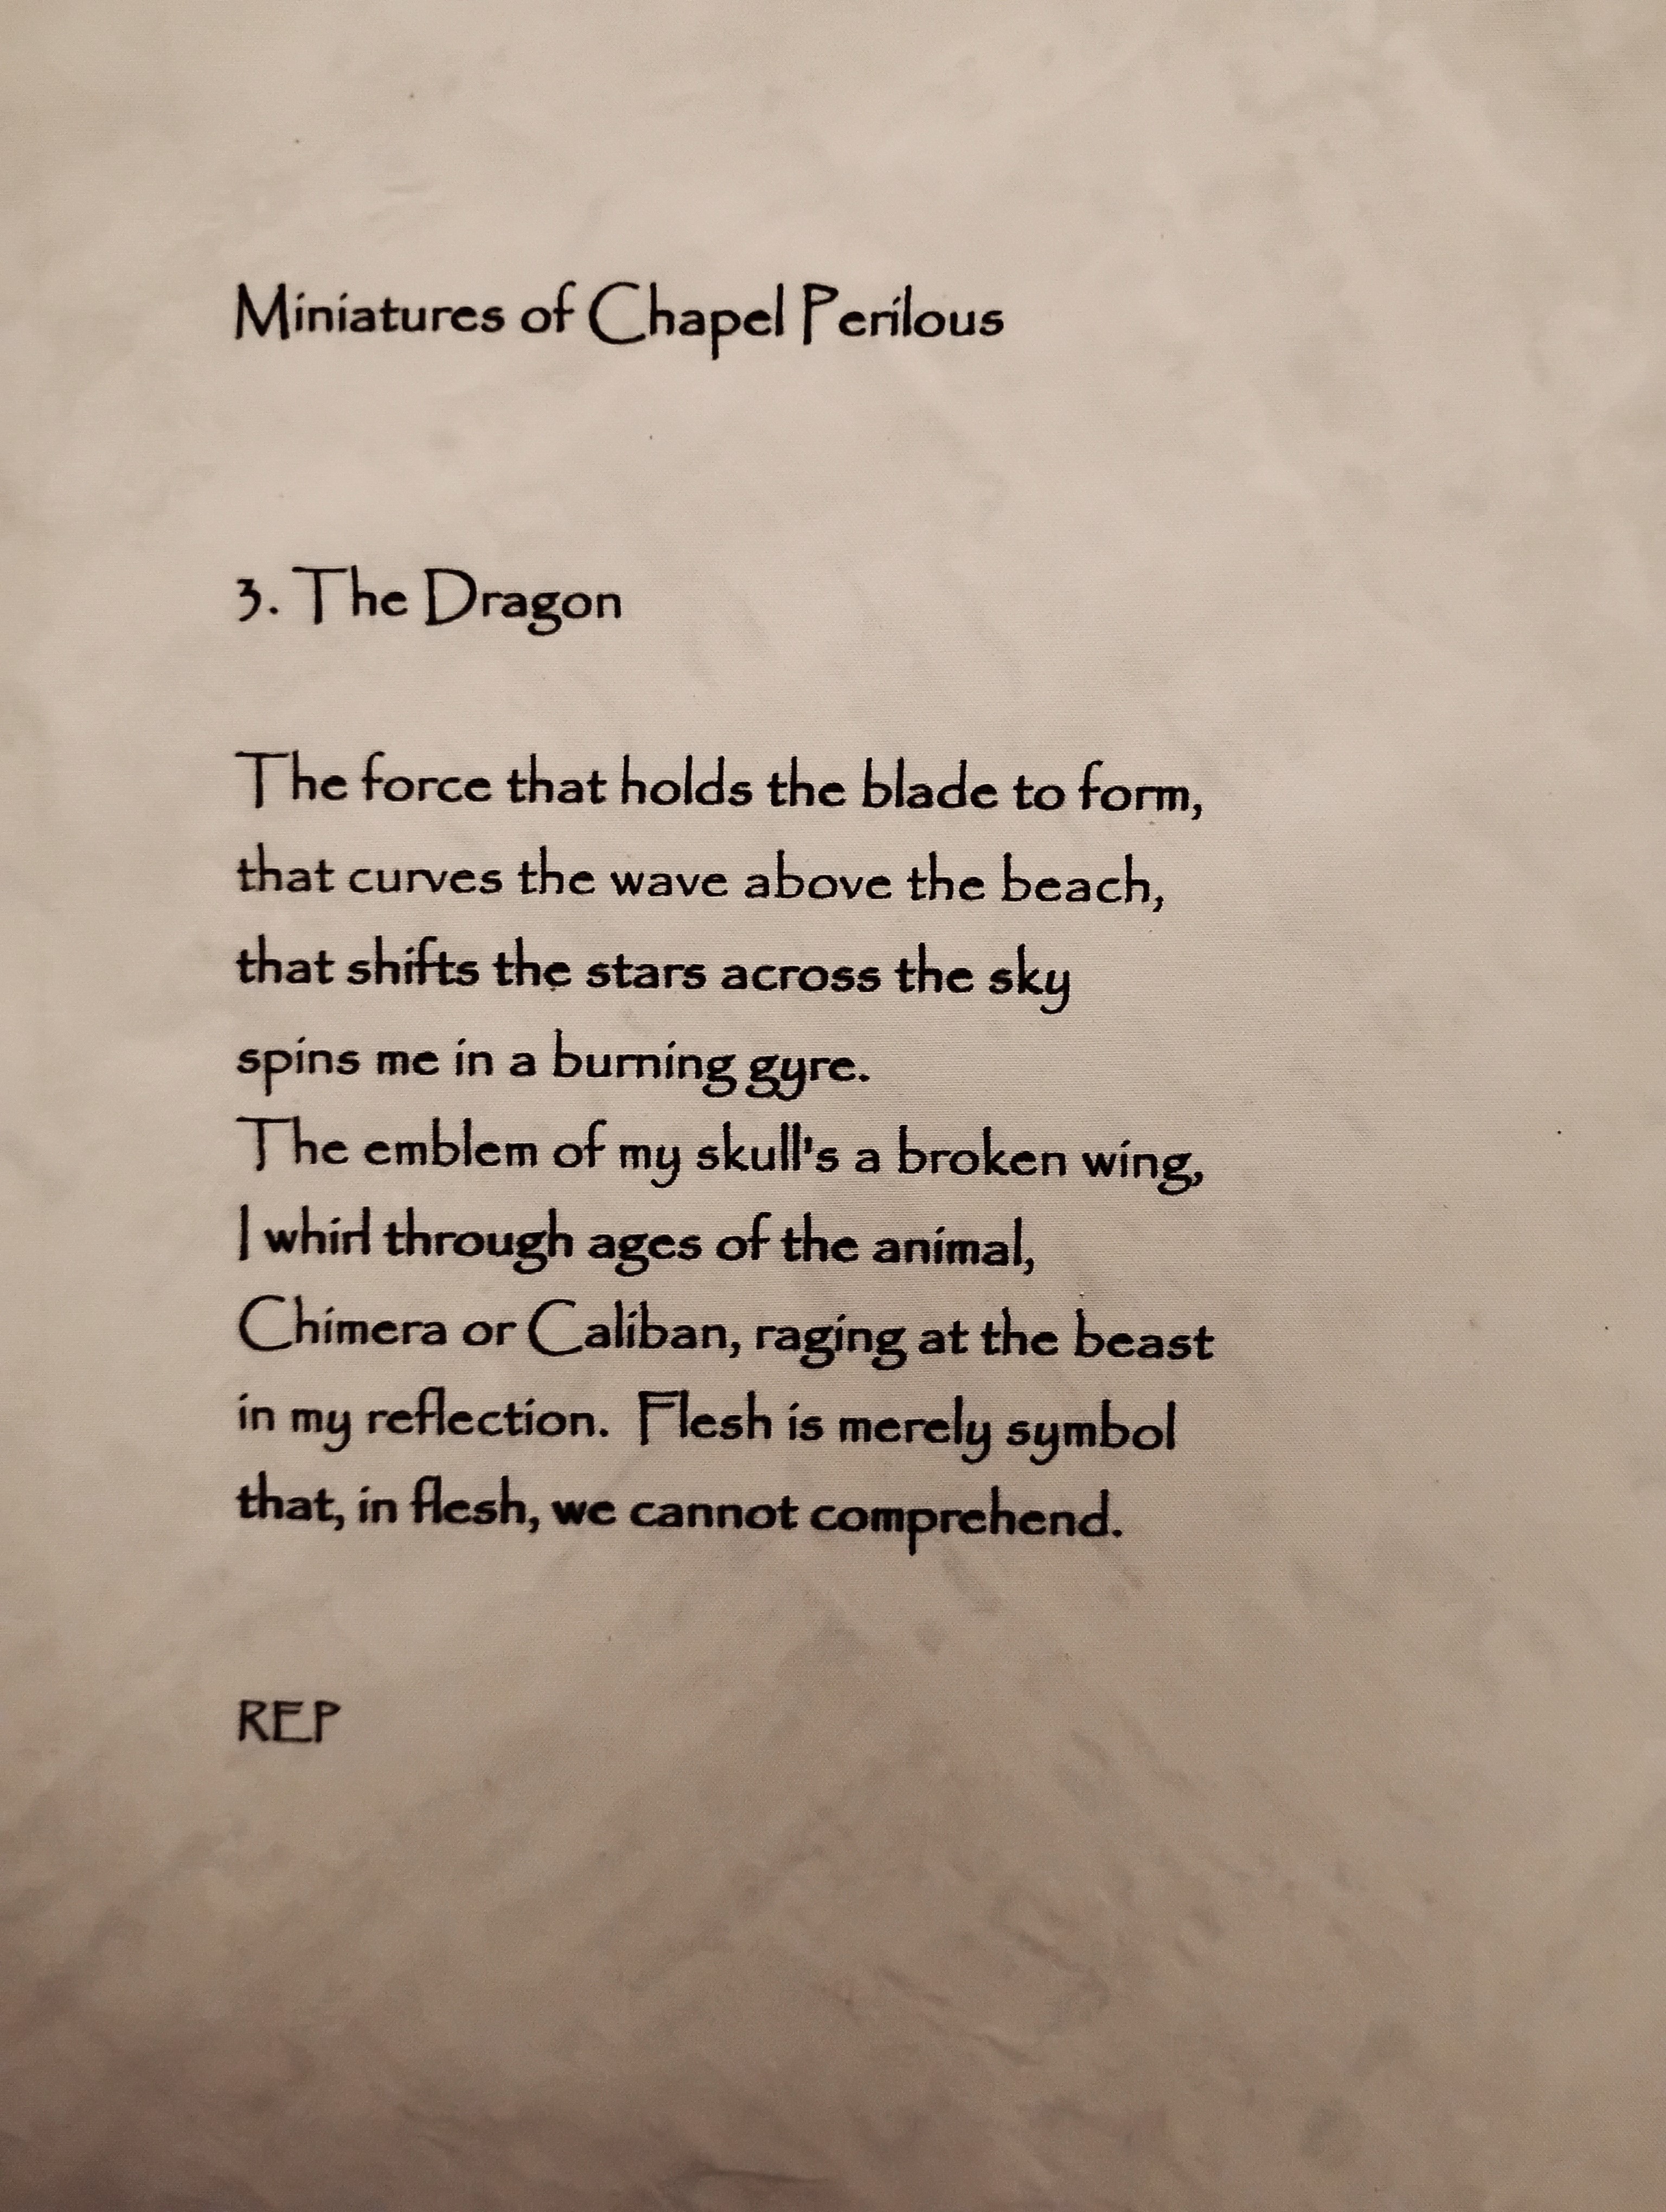 Miniatures of Chapel Perilous
3. The Dragon
The force that holds the blade to form,
that curves the wave above the beach,
that shifts the stars across the sky
spins me in a burning gyre.
The emblem of my skull's a broken wing,
I whirl through ages of the animal,
Chimera or Caliban, raging at the beast
in my reflection.  Flesh is merely symbol
that, in flesh, we cannot comprehend.
REP